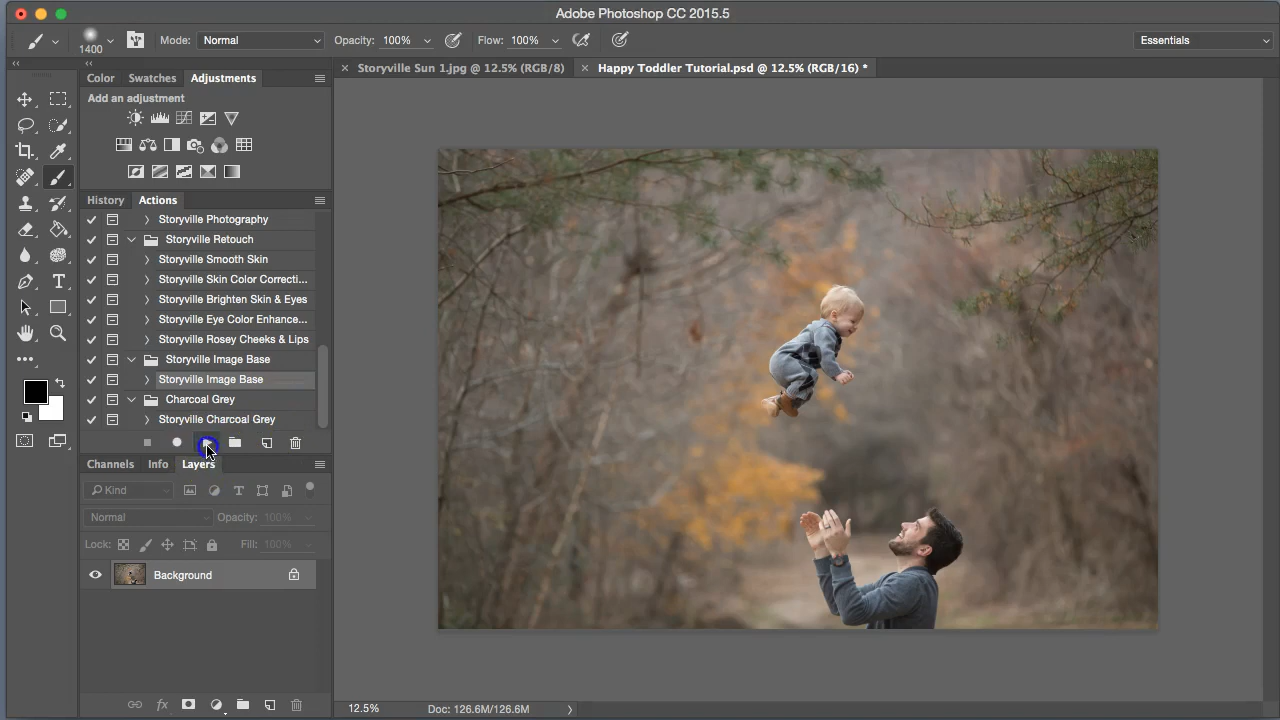 Adobe Photoshop CC 2015.5
1400 Mode: Normal Opacity: 100% Flow: 100% Essentials
Storyville Sun 1.jpg @ 12.5% (RGB/8) Happy Toddler Tutorial.psd @ 12.5% (RGB/16) *
Color Swatches Adjustments
Add an adjustment
History Actions
Storyville Photography
Storyville Retouch
Storyville Smooth Skin
Storyville Skin Color Correcti...
Storyville Brighten Skin & Eyes
Storyville Eye Color Enhance...
Storyville Rosey Cheeks & Lips
Storyville Image Base
Storyville Image Base
Charcoal Grey
Storyville Charcoal Grey
Channels Info Layers
Kind
Normal Opacity: 100%
Lock: Fill: 100%
Background
12.5% Doc: 126.6M/126.6M